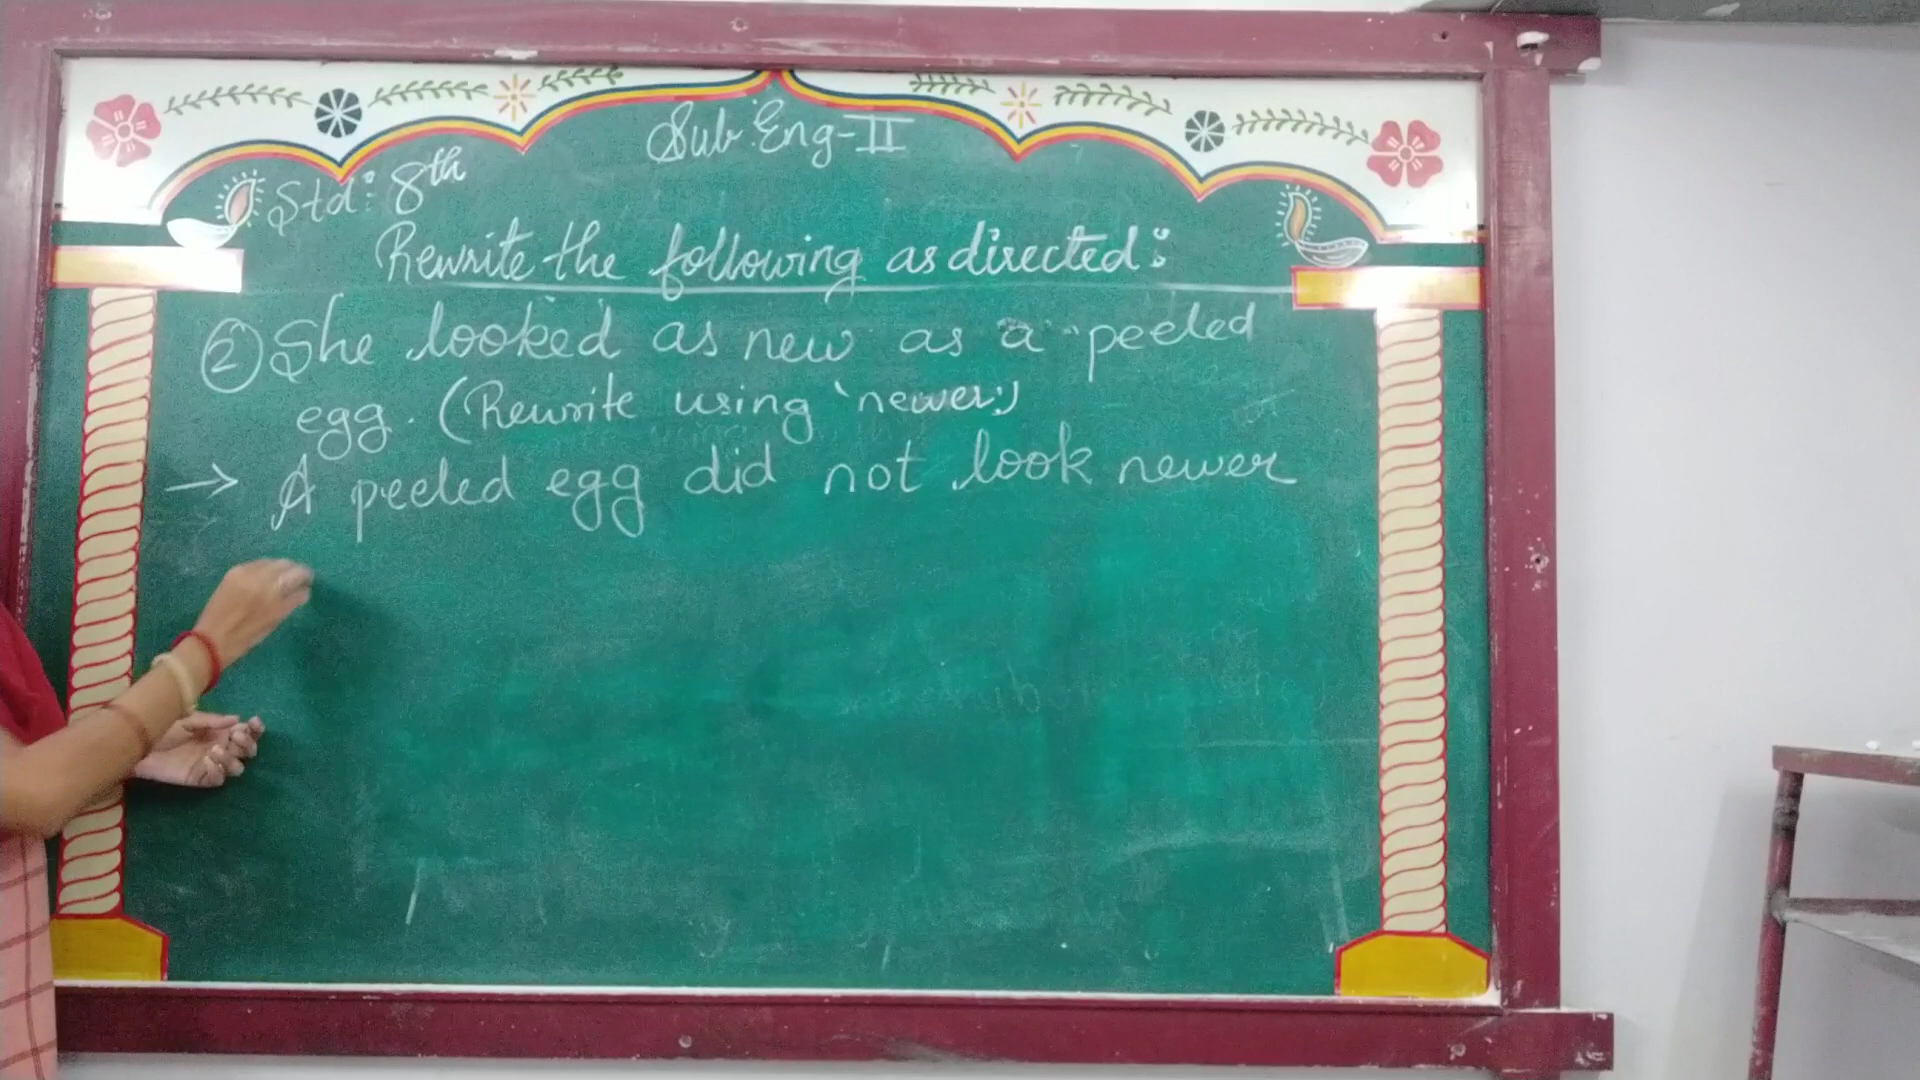 Sub: Eng-II
Std: 8th
Rewrite the following as directed:
② She looked as new as a peeled
egg. (Rewrite using 'newer')
→ A peeled egg did not look newer